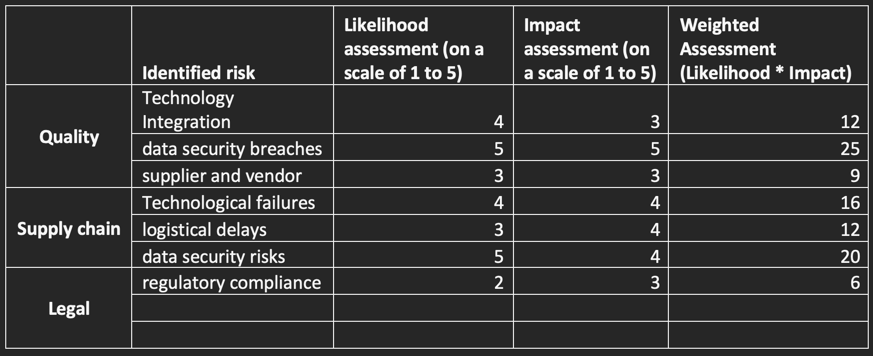 Identified risk
Likelihood
assessment (on a
scale of 1 to 5)
Impact
assessment (on
a scale of 1 to 5)
Weighted
Assessment
(Likelihood * Impact)
Quality
Technology
Integration 4 3 12
data security breaches 5 5 25
supplier and vendor 3 3 9
Supply chain
Technological failures 4 4 16
logistical delays 3 4 12
data security risks 5 4 20
Legal
regulatory compliance 2 3 6